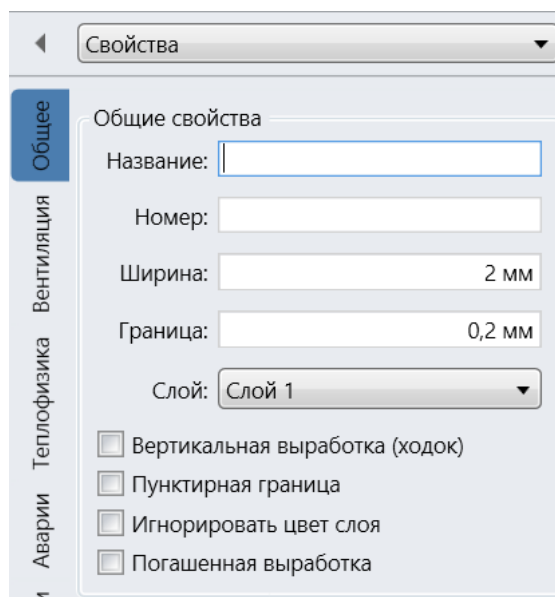 Свойства
Общее
Вентиляция
Теплофизика
Аварии
Общие свойства
Название:
Номер:
Ширина: 2 мм
Граница: 0,2 мм
Слой: Слой 1
Вертикальная выработка (ходок)
Пунктирная граница
Игнорировать цвет слоя
Погашенная выработка